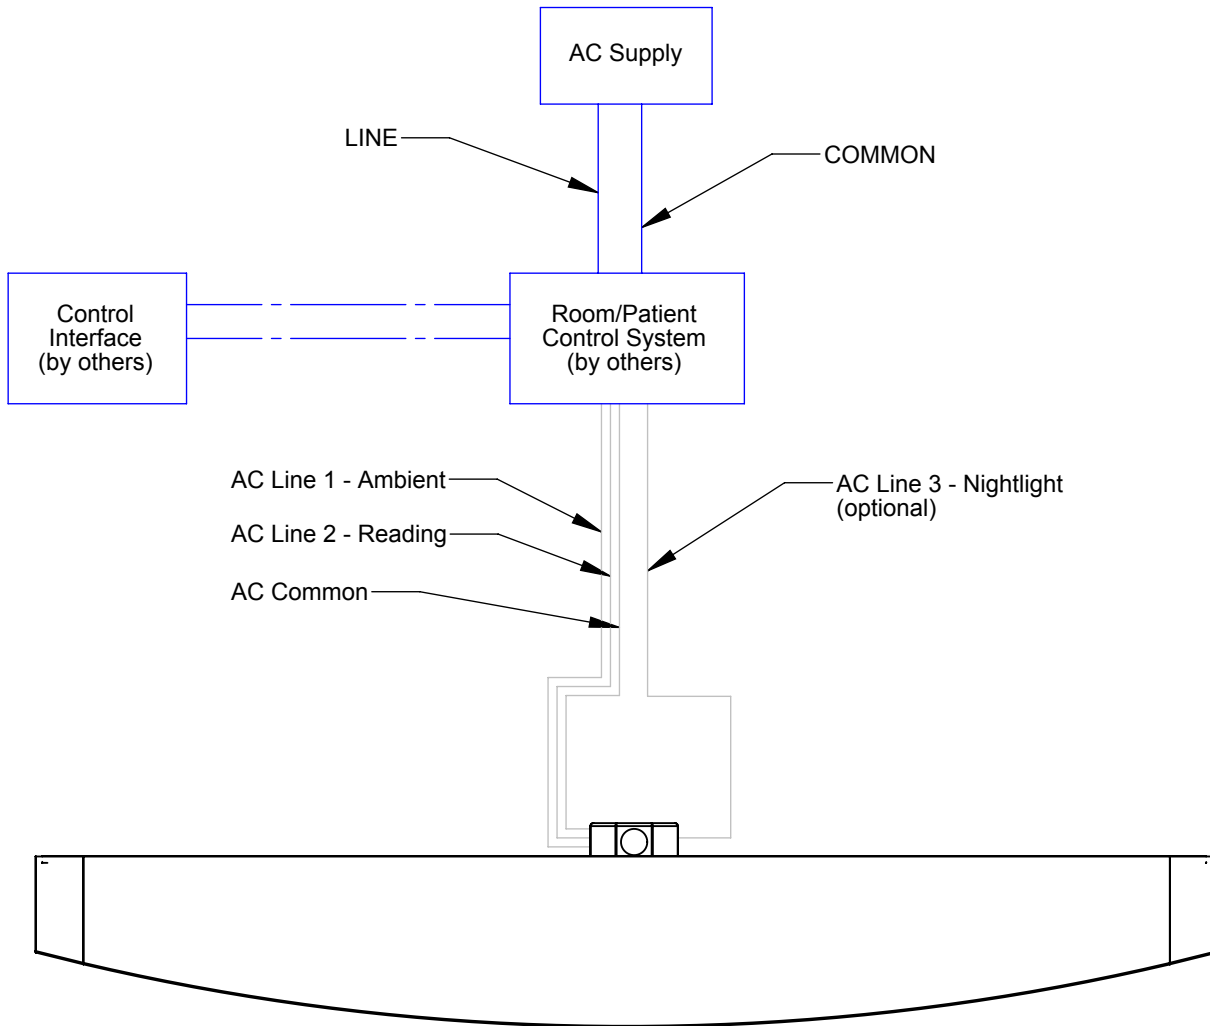 AC Supply
LINE
COMMON
Control
Interface
(by others)
Room/Patient
Control System
(by others)
AC Line 1 - Ambient
AC Line 2 - Reading
AC Common
AC Line 3 - Nightlight
(optional)